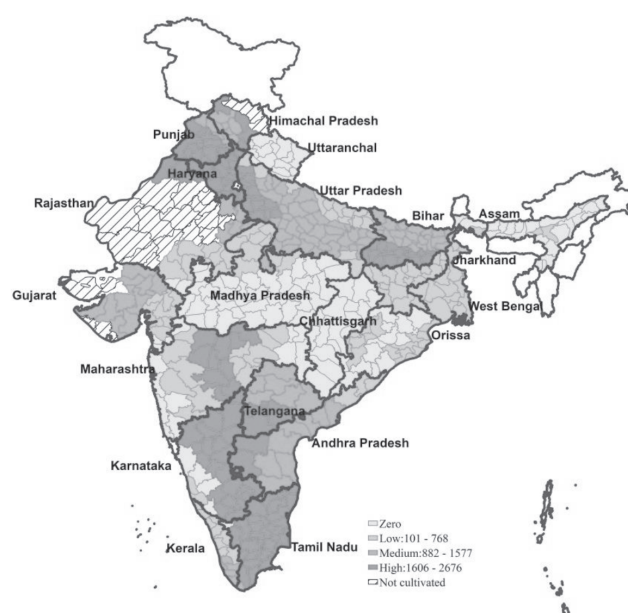 Himachal Pradesh
Punjab
Uttaranchal
Haryana
Uttar Pradesh
Rajasthan
Bihar
Assam
Jharkhand
Gujarat
Madhya Pradesh
Chhattisgarh
West Bengal
Orissa
Maharashtra
Telangana
Andhra Pradesh
Karnataka
Kerala
Tamil Nadu
Zero
Low:101 - 768
Medium:882 - 1577
High:1606 - 2676
Not cultivated